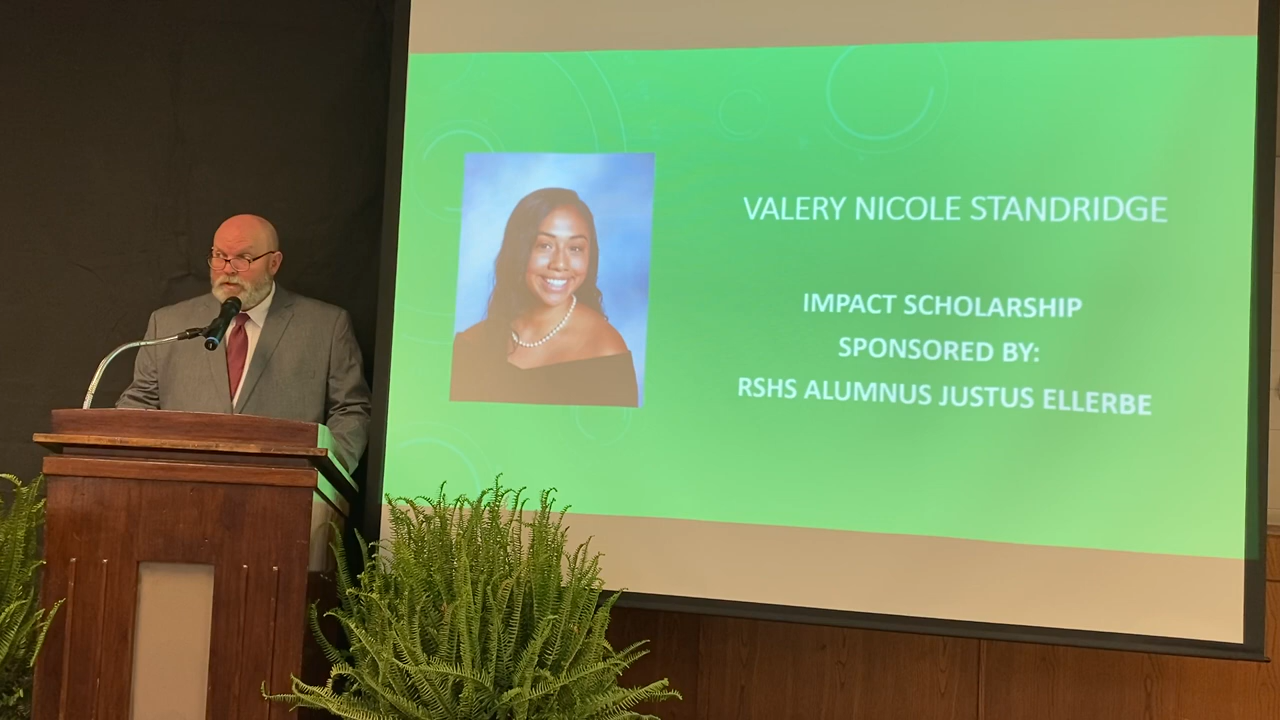 VALERY NICOLE STANDRIDGE
IMPACT SCHOLARSHIP
SPONSORED BY:
RSHS ALUMNUS JUSTUS ELLERBE